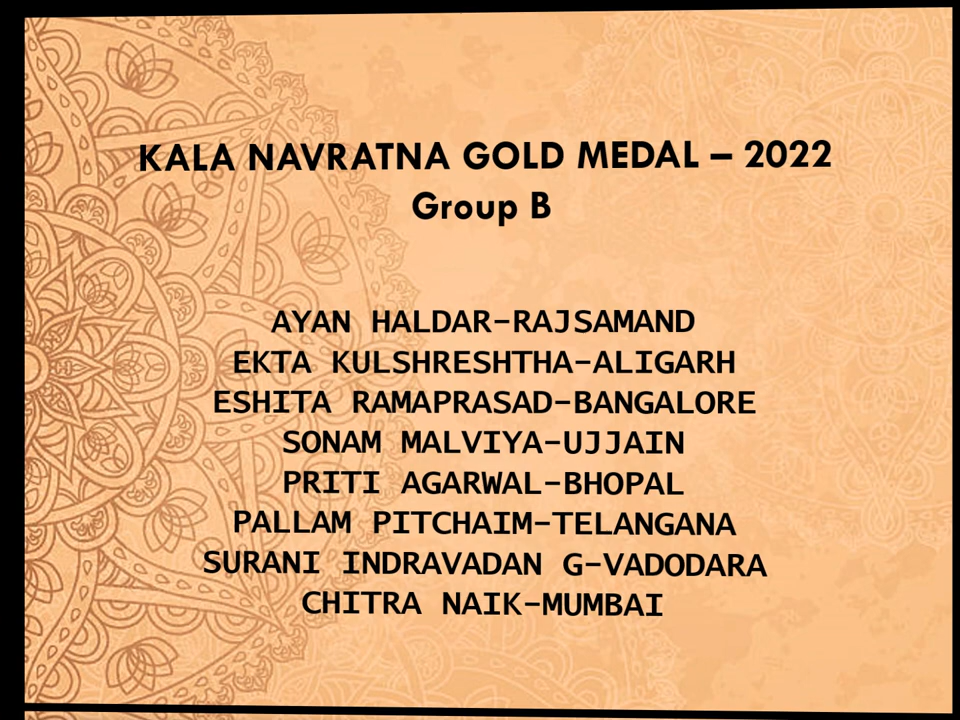 KALA NAVRATNA GOLD MEDAL – 2022
Group B
AYAN HALDAR-RAJSAMAND
EKTA KULSHRESHTHA-ALIGARH
ESHITA RAMAPRASAD-BANGALORE
SONAM MALVIYA-UJJAIN
PRITI AGARWAL-BHOPAL
PALLAM PITCHAIM-TELANGANA
SURANI INDRAVADAN G-VADODARA
CHITRA NAIK-MUMBAI